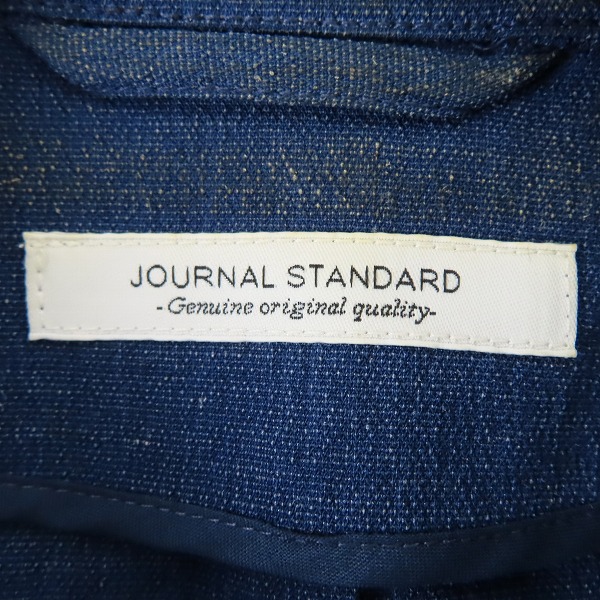 JOURNAL STANDARD
-Genuine original quality-